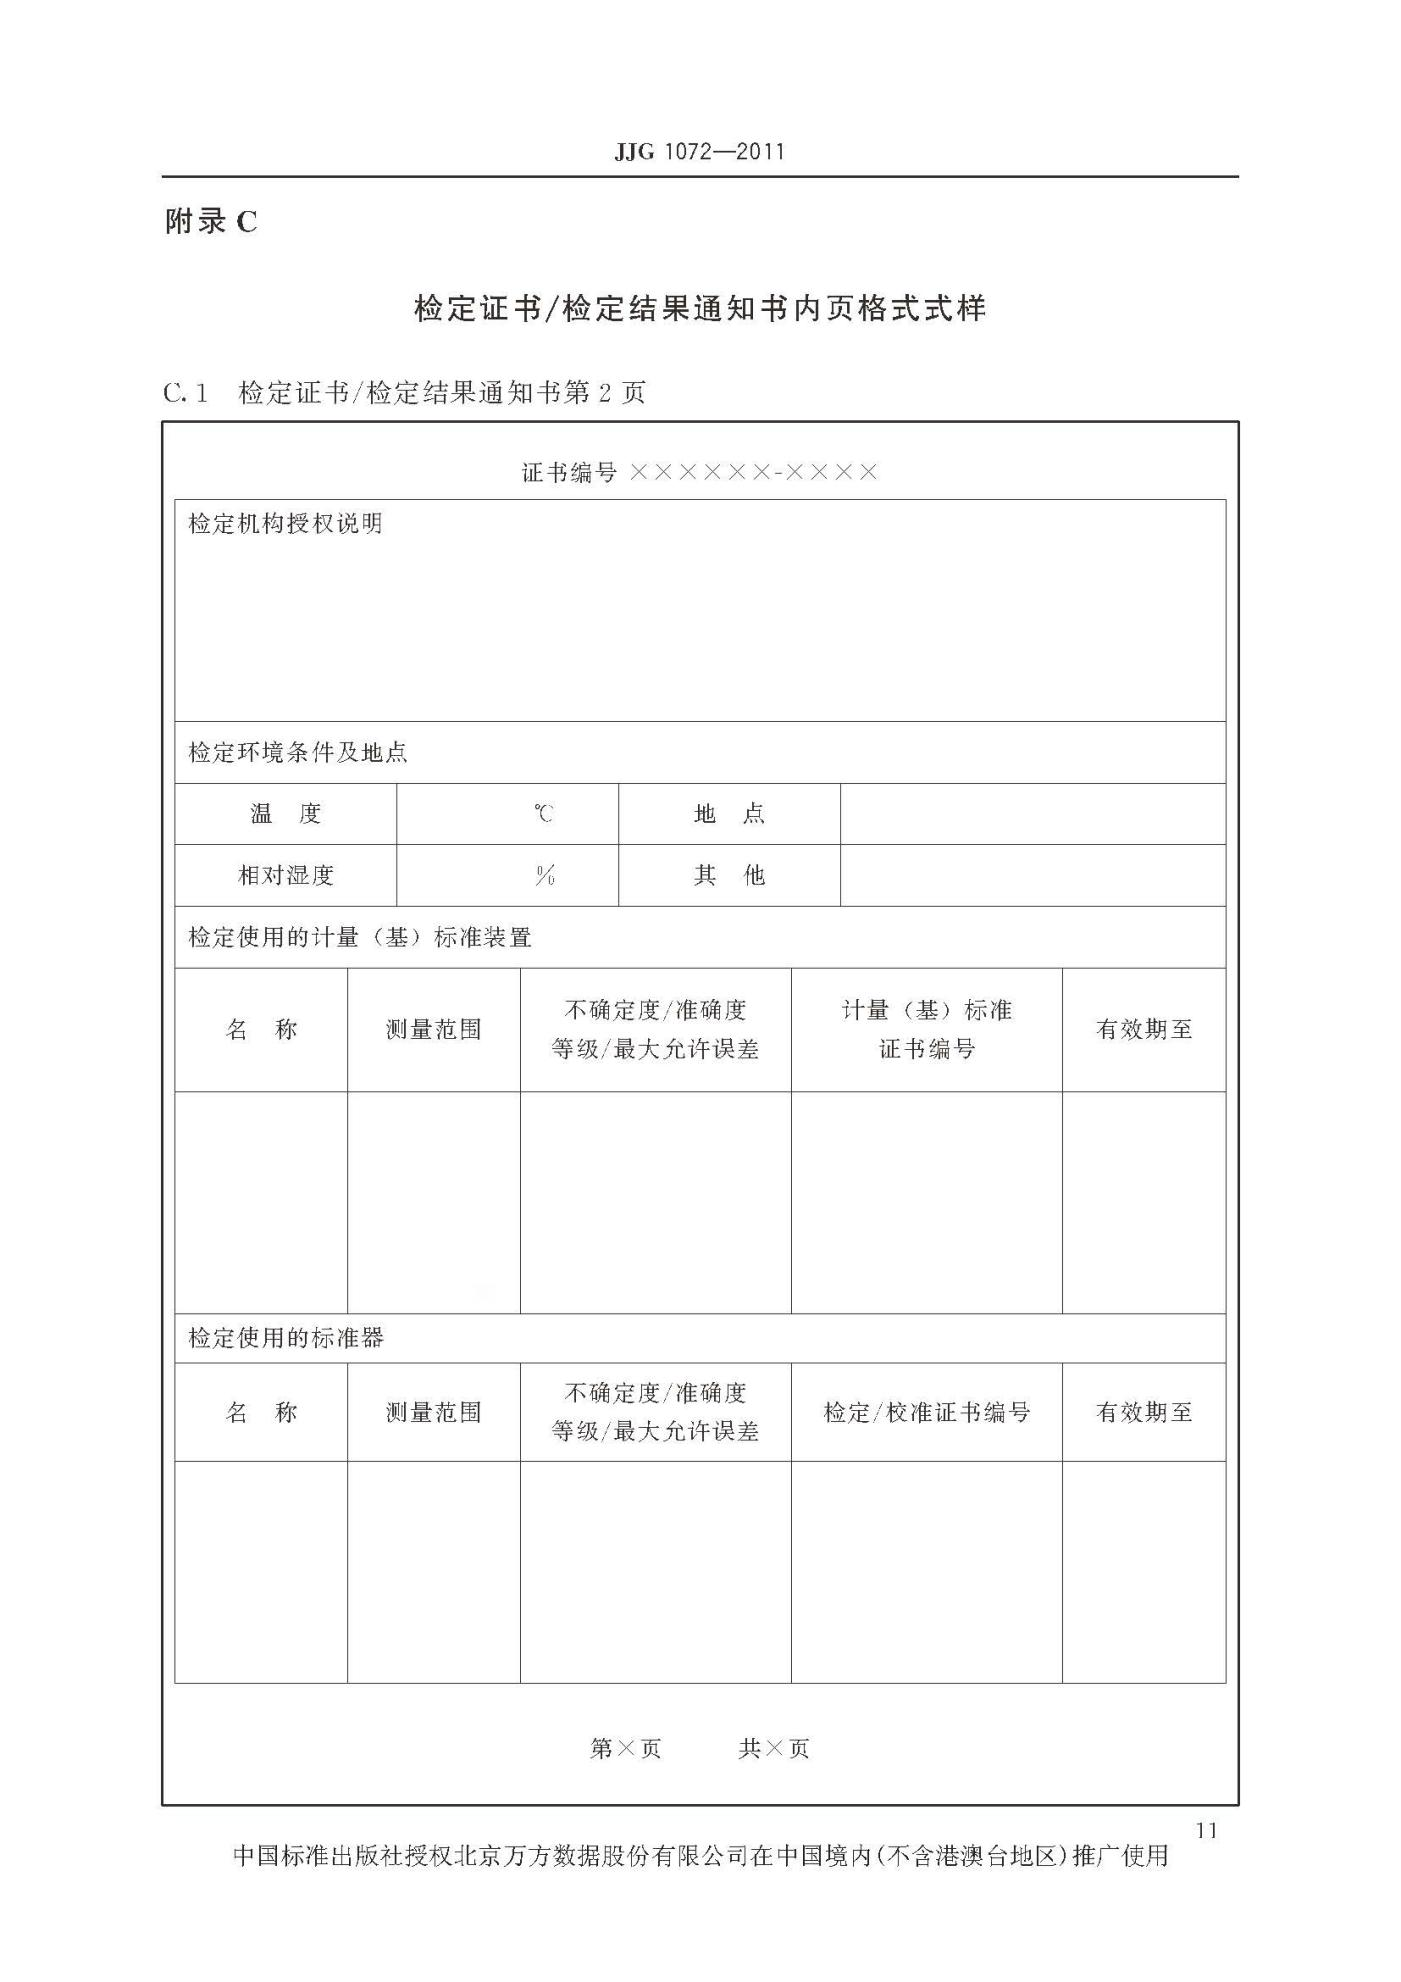 JJG 1072—2011
附录 C
检定证书/检定结果通知书内页格式式样
C.1 检定证书/检定结果通知书第 2 页
证书编号 ××××××-××××
检定机构授权说明
检定环境条件及地点
温 度 ℃ 地 点
相对湿度 % 其 他
检定使用的计量（基）标准装置
名 称 测量范围 不确定度/准确度 等级/最大允许误差 计量（基）标准 证书编号 有效期至
检定使用的标准器
名 称 测量范围 不确定度/准确度 等级/最大允许误差 检定/校准证书编号 有效期至
第×页 共×页
11
中国标准出版社授权北京万方数据股份有限公司在中国境内(不含港澳台地区)推广使用